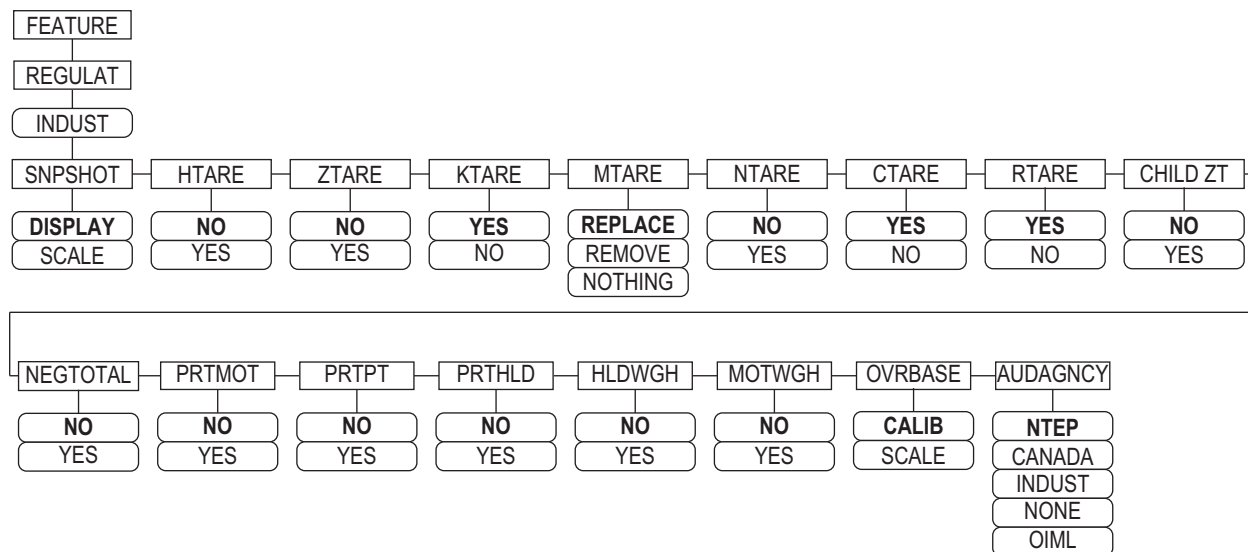 FEATURE
REGULAT
INDUST
SNPSHOT HTARE ZTARE KTARE MTARE NTARE CTARE RTARE CHILD ZT
DISPLAY NO NO YES REPLACE NO YES YES NO
SCALE YES YES NO REMOVE YES NO NO YES
NOTHING
NEGTOTAL PRTMOT PRTPT PRTHLD HLDWGH MOTWGH OVRBASE AUDAGNCY
NO NO NO NO NO NO CALIB NTEP
YES YES YES YES YES YES SCALE CANADA
INDUST
NONE
OIML